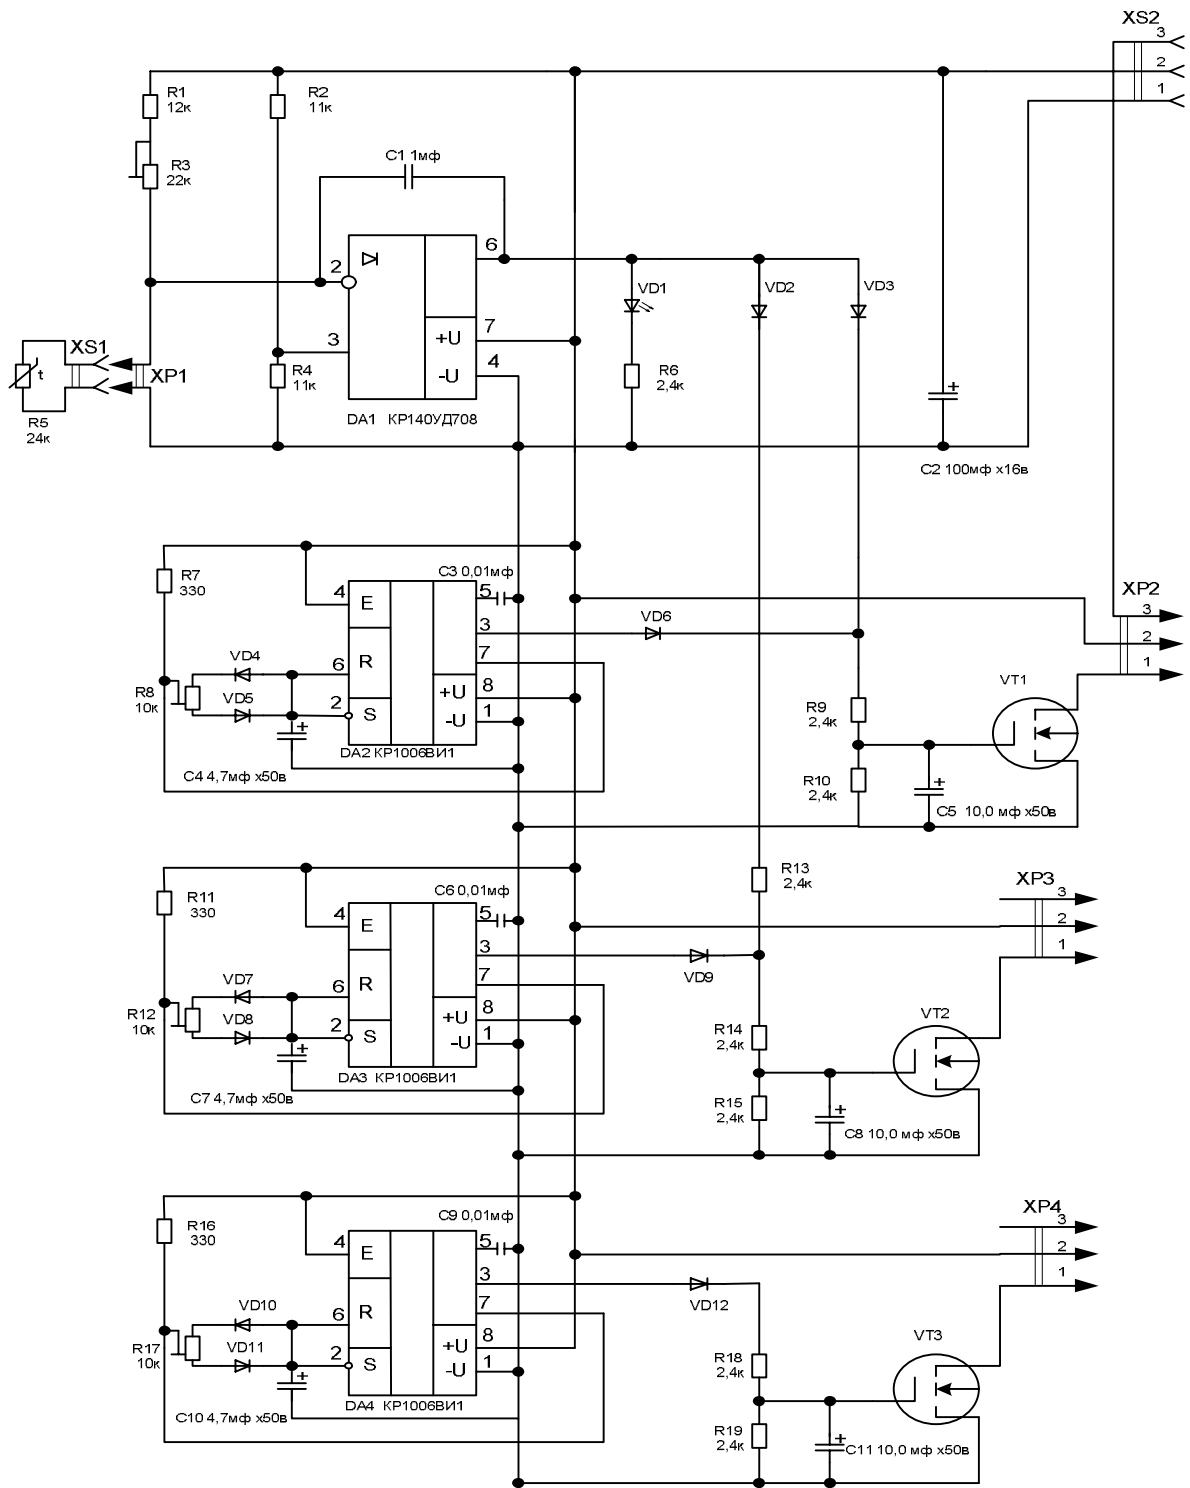 XS2
3
2
1
R1
12к
R2
11к
R3
22к
C1 1мф
2
3
6
7
4
+U
-U
DA1 КР140УД708
XS1
XP1
t
R5
24к
R4
11к
VD1
VD2
VD3
R6
2,4к
+
C2 100мф х16в
R7
330
C3 0,01мф
4
E
5
3
6
R
7
2
S
8
+U
1
-U
VD4
VD5
R8
10к
+
DA2 КР1006ВИ1
C4 4,7мф х50в
VD6
XP2
3
2
1
VT1
R9
2,4к
R10
2,4к
+
C5 10,0 мф х50в
R11
330
C6 0,01мф
4
E
5
3
6
R
7
2
S
8
+U
1
-U
VD7
VD8
R12
10к
+
DA3 КР1006ВИ1
C7 4,7мф х50в
R13
2,4к
VD9
XP3
3
2
1
VT2
R14
2,4к
R15
2,4к
+
C8 10,0 мф х50в
R16
330
C9 0,01мф
4
E
5
3
6
R
7
2
S
8
+U
1
-U
VD10
VD11
R17
10к
+
DA4 КР1006ВИ1
C10 4,7мф х50в
VD12
XP4
3
2
1
VT3
R18
2,4к
R19
2,4к
+
C11 10,0 мф х50в